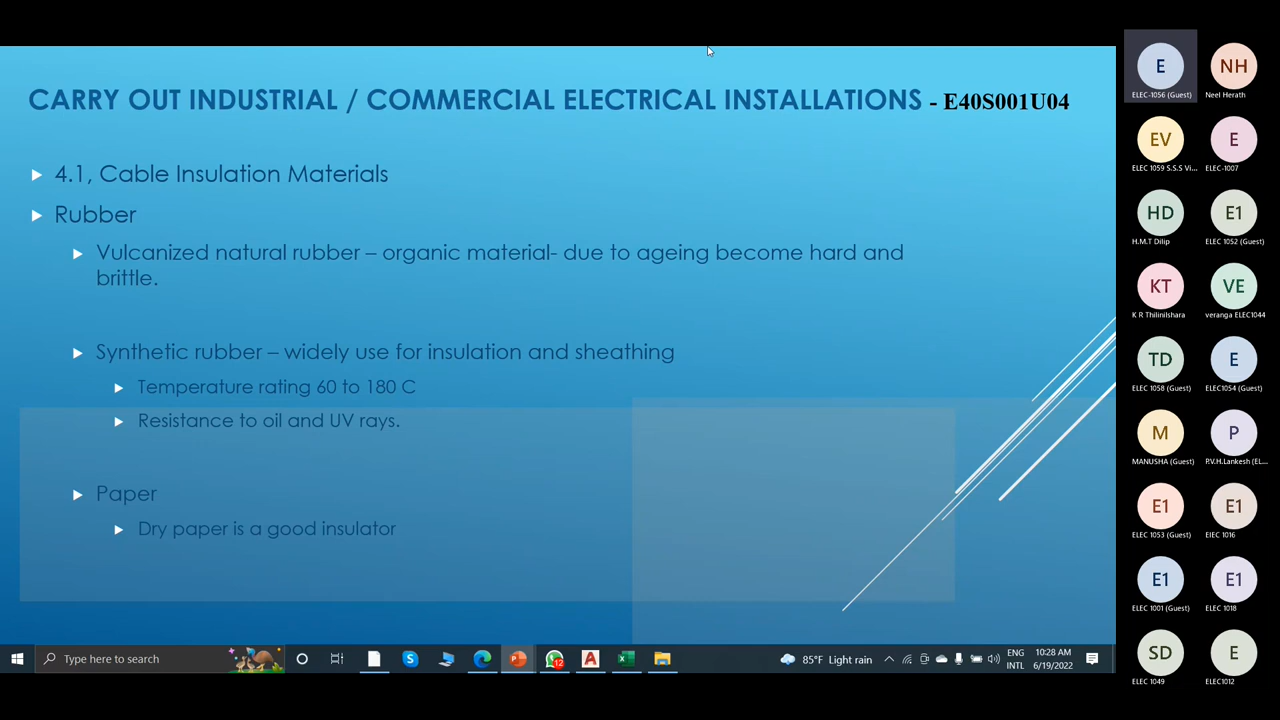 CARRY OUT INDUSTRIAL / COMMERCIAL ELECTRICAL INSTALLATIONS - E40S001U04
4.1, Cable Insulation Materials
Rubber
Vulcanized natural rubber – organic material- due to ageing become hard and
brittle.
Synthetic rubber – widely use for insulation and sheathing
Temperature rating 60 to 180 C
Resistance to oil and UV rays.
Paper
Dry paper is a good insulator
E
ELEC-1056 (Guest)
NH
Neel Herath
EV
ELEC 1059 S.S.S Vi...
E
ELEC-1007
HD
H.M.T Dilip
E1
ELEC 1052 (Guest)
KT
K R Thilinilshara
VE
veranga ELEC1044
TD
ELEC 1058 (Guest)
E
ELEC1054 (Guest)
M
MANUSHA (Guest)
P
P.V.H.Lankesh (EL...
E1
ELEC 1053 (Guest)
E1
ElEC 1016
E1
ELEC 1001 (Guest)
E1
ELEC 1018
SD
ELEC 1049
E
ELEC1012
Type here to search
12
85°F Light rain
ENG
INTL
10:28 AM
6/19/2022